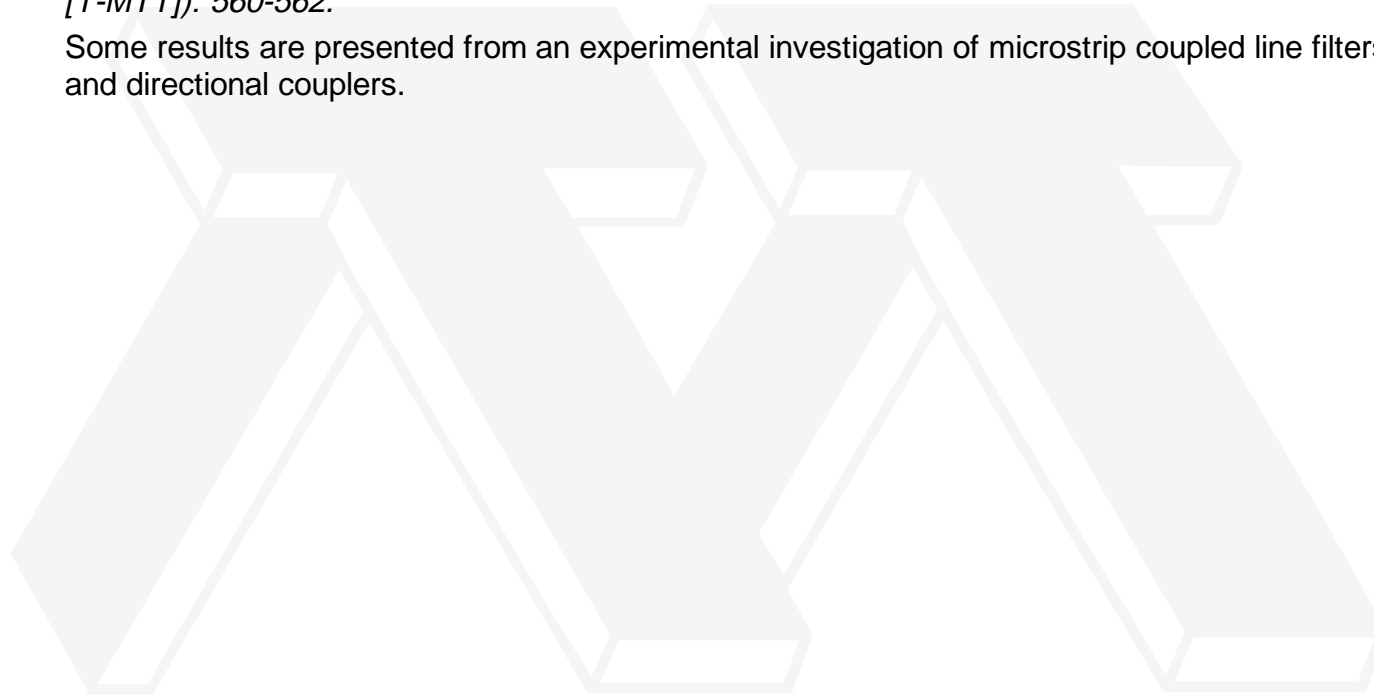 [T-MTT]). 560-562.
Some results are presented from an experimental investigation of microstrip coupled line filters
and directional couplers.